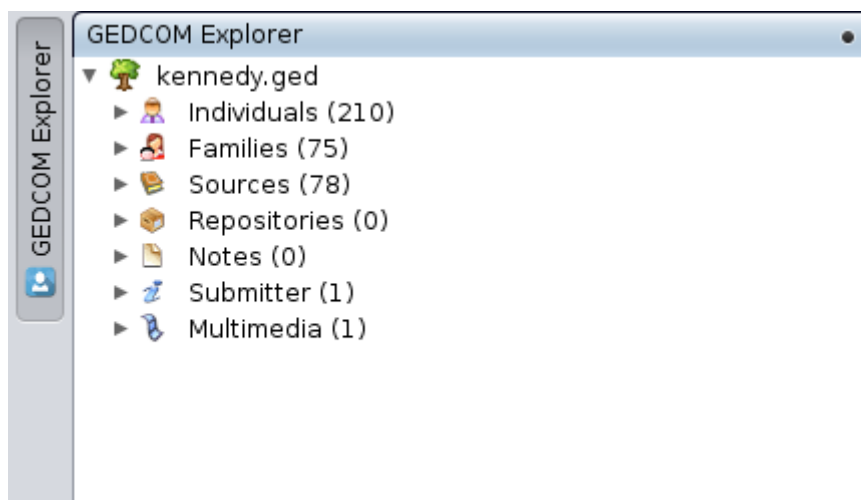 GEDCOM Explorer
GEDCOM Explorer
kennedy.ged
Individuals (210)
Families (75)
Sources (78)
Repositories (0)
Notes (0)
Submitter (1)
Multimedia (1)